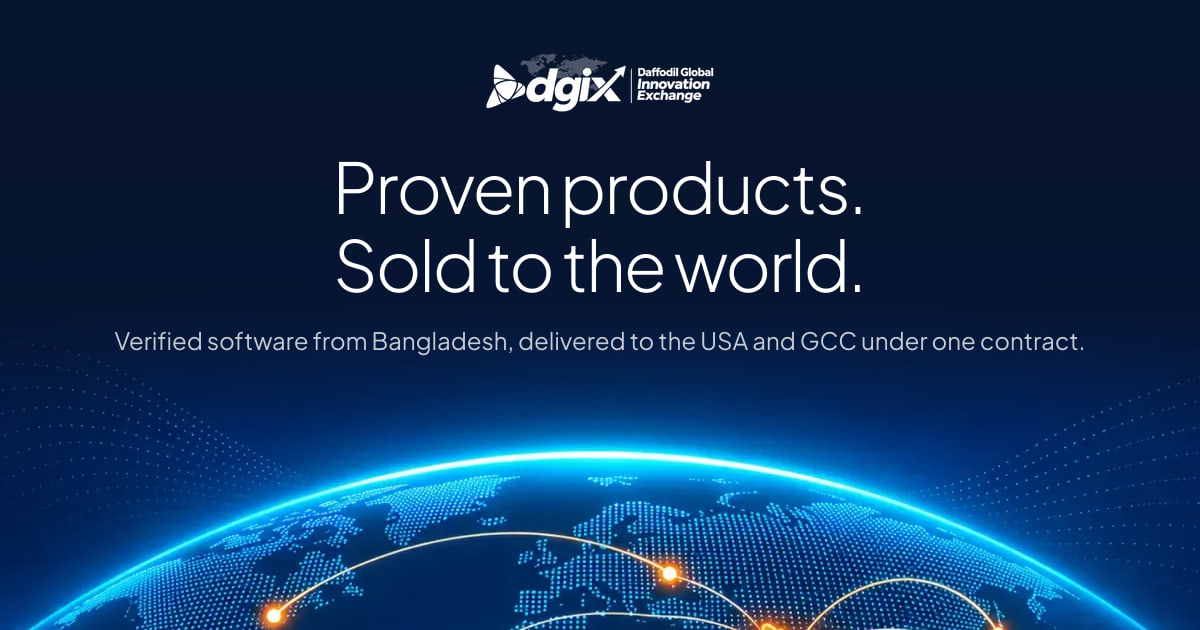 dgix
Daffodil Global
Innovation
Exchange
Proven products.
Sold to the world.
Verified software from Bangladesh, delivered to the USA and GCC under one contract.